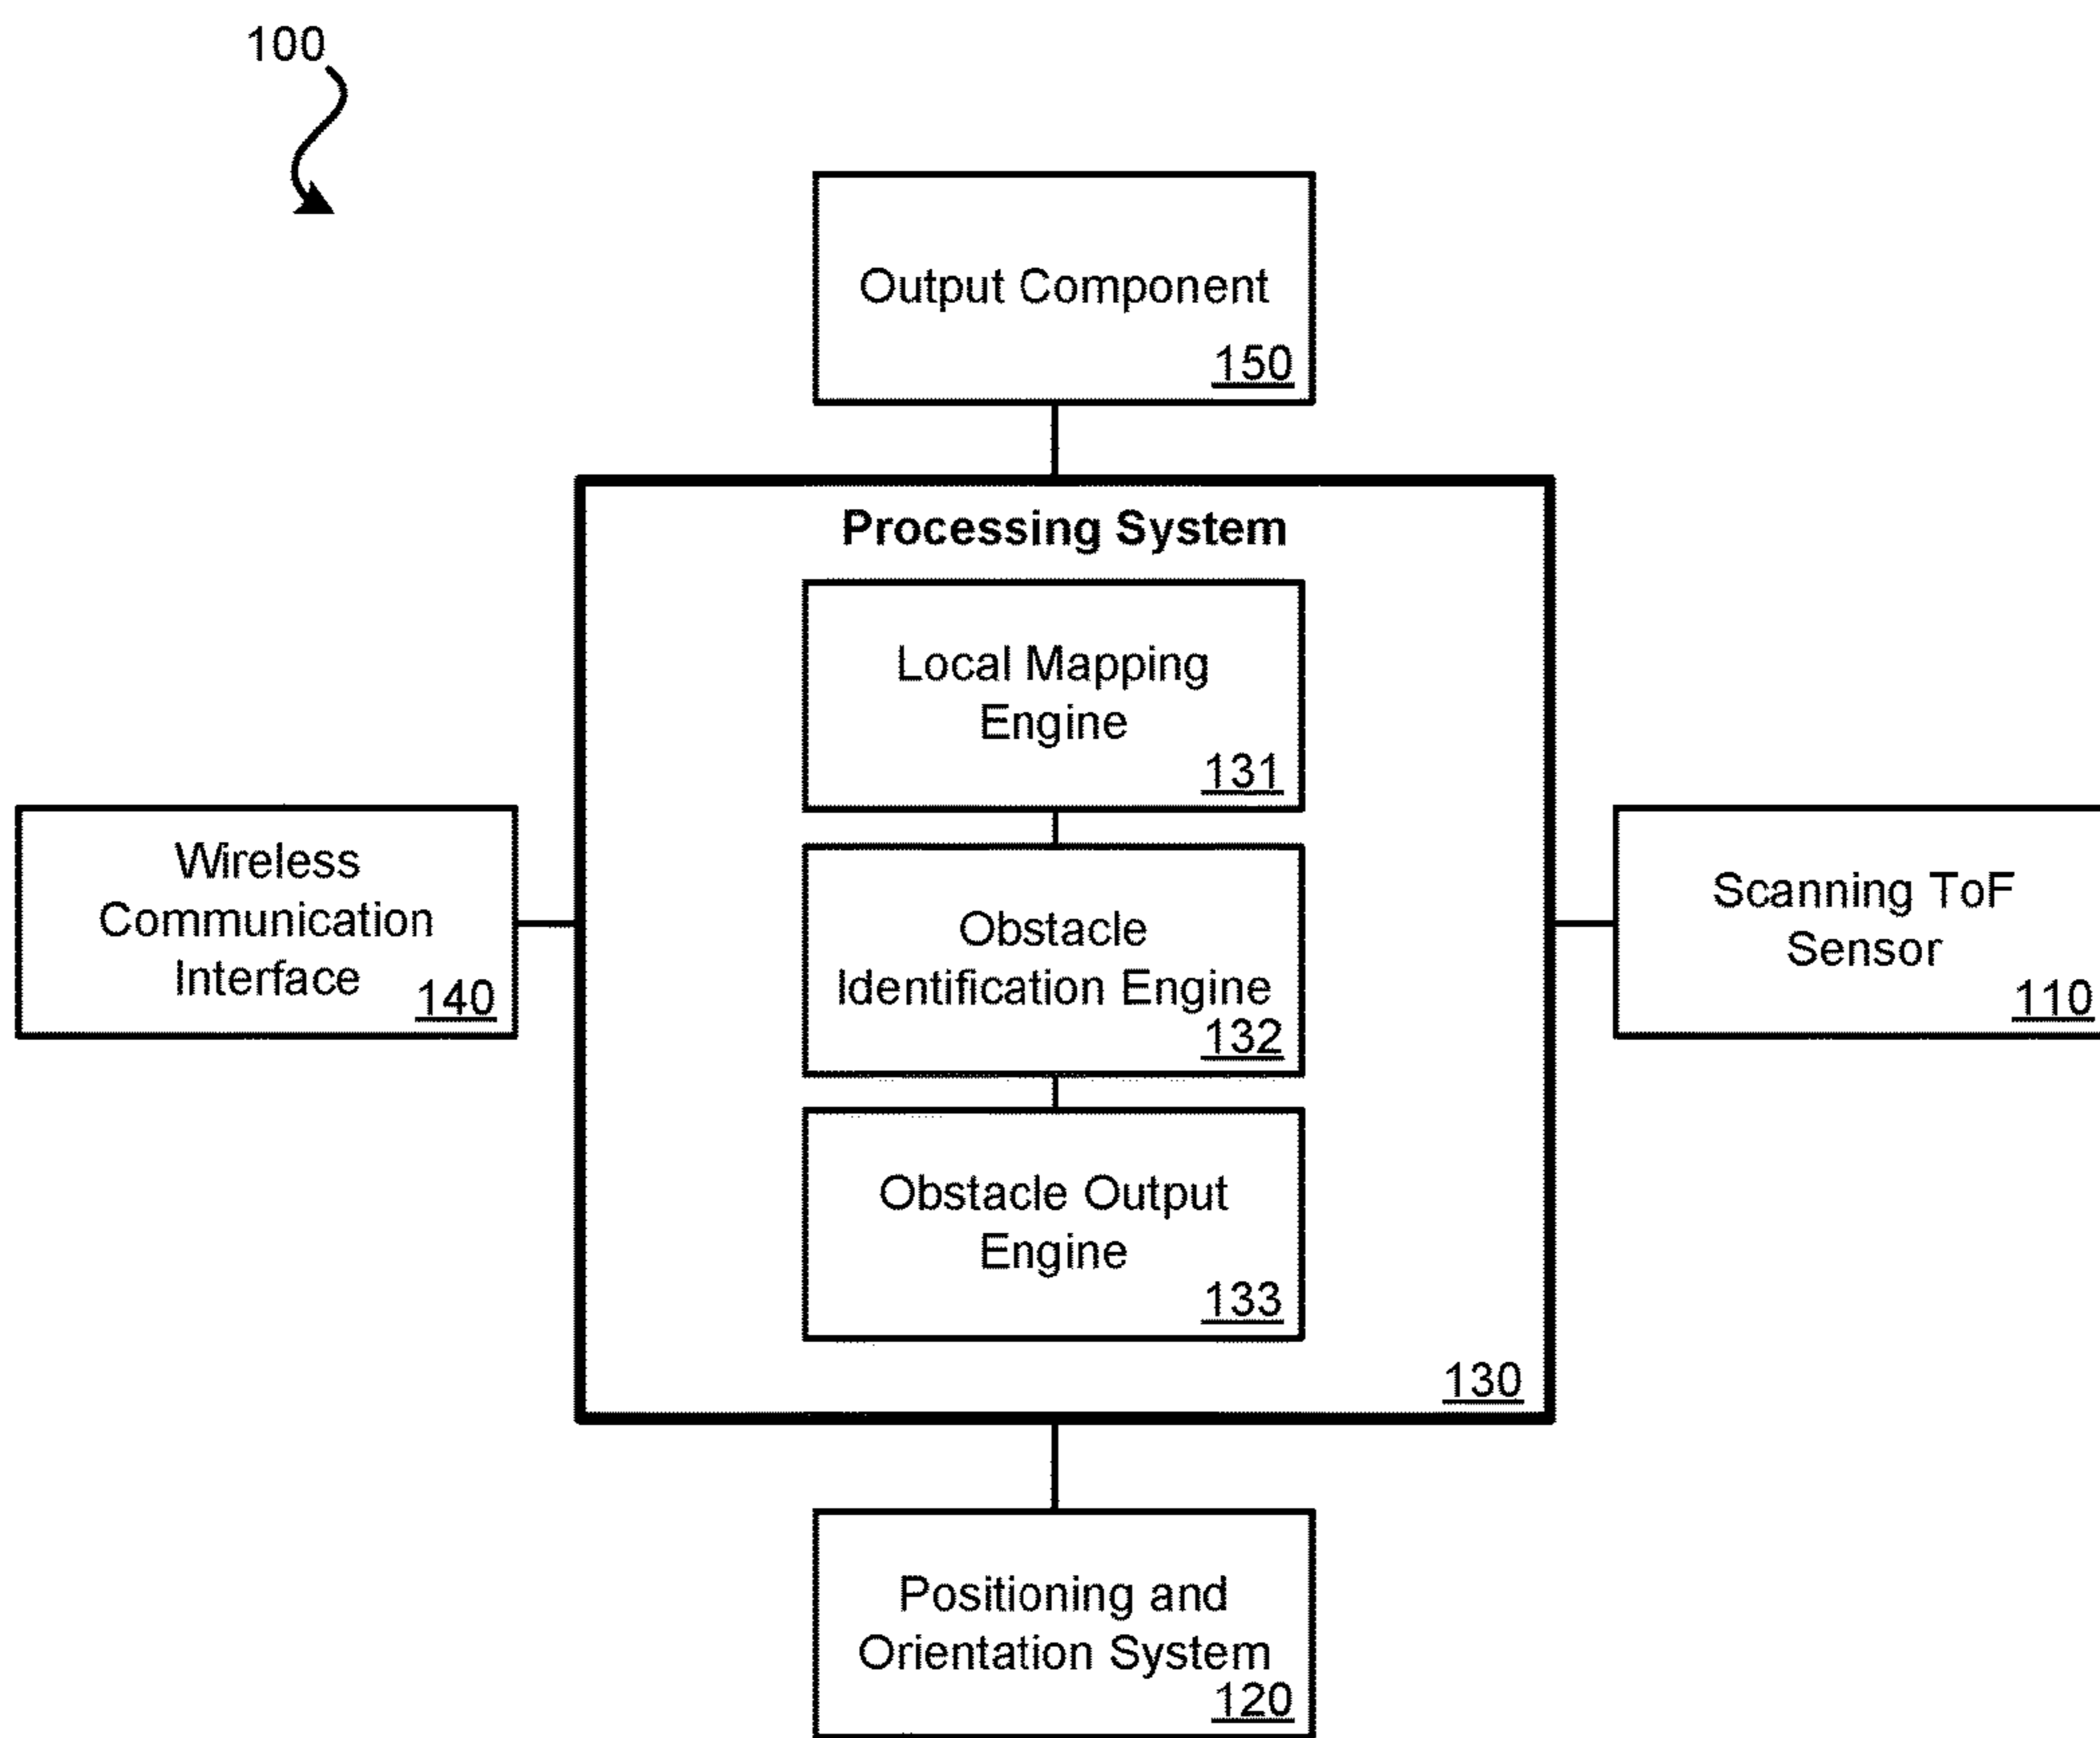 100
Output Component
150
Processing System
Local Mapping
Engine
131
Wireless
Communication
Interface
140
Obstacle
Identification Engine
132
Scanning ToF
Sensor
110
Obstacle Output
Engine
133
130
Positioning and
Orientation System
120